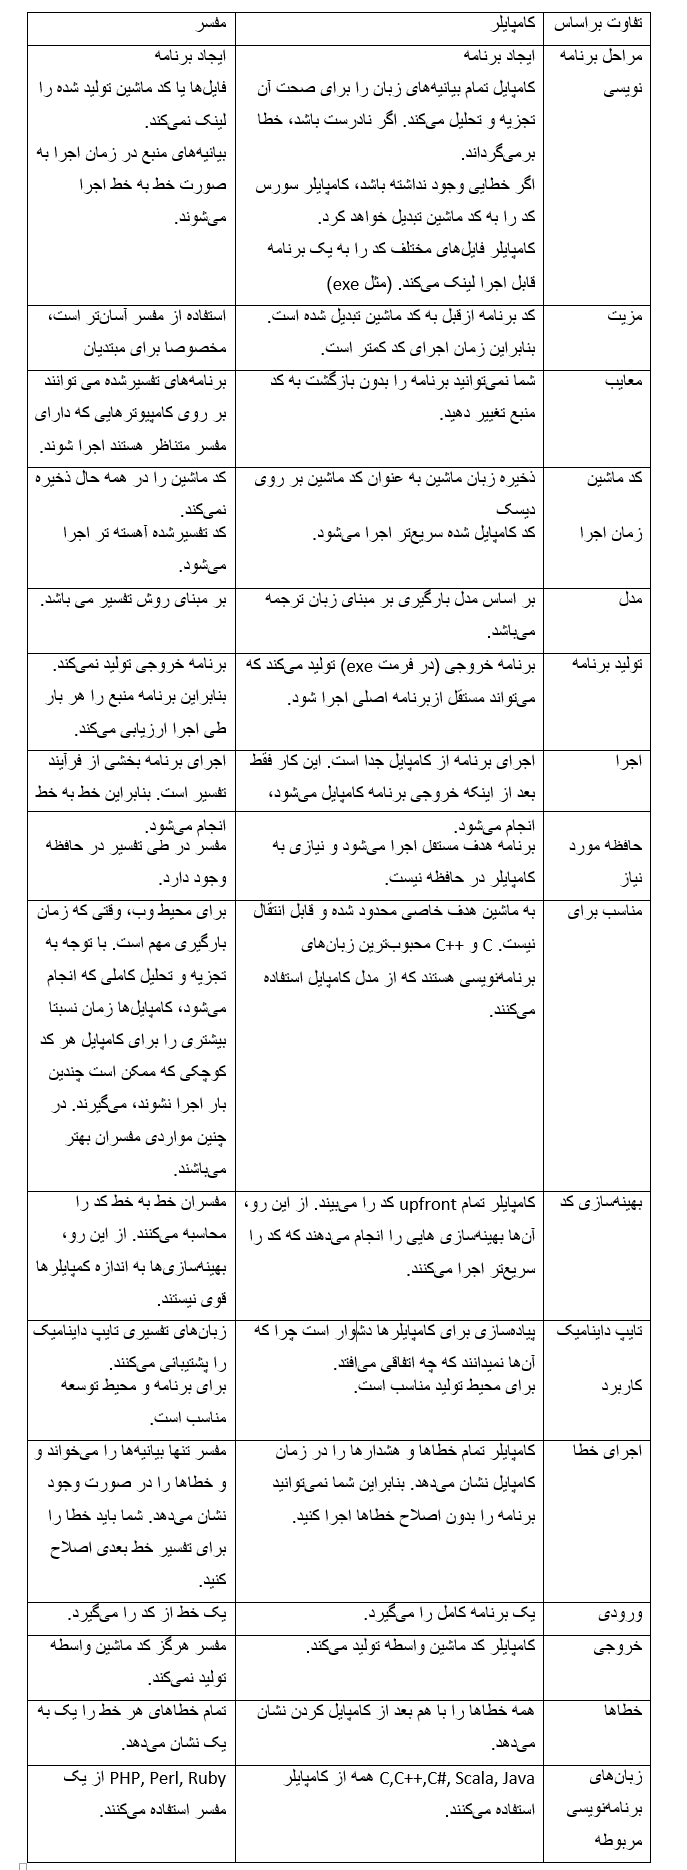 تفاوت براساس
کامپایلر
مفسر
مراحل برنامه
نویسی
ایجاد برنامه
کامپایل تمام بیانیه‌های زبان را برای صحت آن
تجزیه و تحلیل می‌کند. اگر نادرست باشد، خطا
برمی‌گرداند.
اگر خطایی وجود نداشته باشد، کامپایلر سورس
کد را به کد ماشین تبدیل خواهد کرد.
کامپایلر فایل‌های مختلف کد را به یک برنامه
قابل اجرا لینک می‌کند. (مثل exe)
ایجاد برنامه
فایل‌ها یا کد ماشین تولید شده را
لینک نمی‌کند.
بیانیه‌های منبع در زمان اجرا به
صورت خط به خط اجرا
می‌شوند.
مزیت
کد برنامه ازقبل به کد ماشین تبدیل شده است.
بنابراین زمان اجرای کد کمتر است.
استفاده از مفسر آسان‌تر است،
مخصوصا برای مبتدیان
معایب
شما نمی‌توانید برنامه را بدون بازگشت به کد
منبع تغییر دهید.
برنامه‌های تفسیرشده می توانند
بر روی کامپیوترهایی که دارای
مفسر متناظر هستند اجرا شوند.
کد ماشین
ذخیره زبان ماشین به عنوان کد ماشین بر روی
دیسک
کد ماشین را در همه حال ذخیره
نمی‌کند.
زمان اجرا
کد کامپایل شده سریع‌تر اجرا می‌شود.
کد تفسیرشده آهسته تر اجرا
می‌شود.
مدل
بر اساس مدل بارگیری بر مبنای زبان ترجمه
می‌باشد.
بر مبنای روش تفسیر می باشد.
تولید برنامه
برنامه خروجی (در فرمت exe) تولید می‌کند که
می‌تواند مستقل ازبرنامه اصلی اجرا شود.
برنامه خروجی تولید نمی‌کند.
بنابراین برنامه منبع را هر بار
طی اجرا ارزیابی می‌کند.
اجرا
اجرای برنامه از کامپایل جدا است. این کار فقط
بعد از اینکه خروجی برنامه کامپایل می‌شود،
انجام می‌شود.
اجرای برنامه بخشی از فرآیند
تفسیر است. بنابراین خط به خط
انجام می‌شود.
حافظه مورد
نیاز
برنامه هدف مستقل اجرا می‌شود و نیازی به
کامپایلر در حافظه نیست.
مفسر در طی تفسیر در حافظه
وجود دارد.
مناسب برای
به ماشین هدف خاصی محدود شده و قابل انتقال
نیست. C و C++ محبوب‌ترین زبان‌های
برنامه‌نویسی هستند که از مدل کامپایل استفاده
می‌کنند.
برای محیط وب، وقتی که زمان
بارگیری مهم است. با توجه به
تجزیه و تحلیل کاملی که انجام
می‌شود، کامپایل‌ها زمان نسبتا
بیشتری را برای کامپایل هر کد
کوچکی که ممکن است چندین
بار اجرا نشوند، می‌گیرند. در
چنین مواردی مفسران بهتر
می‌باشند.
بهینه‌سازی کد
کامپایلر تمام upfront کد را می‌بیند. از این رو،
آن‌ها بهینه‌سازی هایی را انجام می‌دهند که کد را
سریع‌تر اجرا می‌کنند.
مفسران خط به خط کد را
محاسبه می‌کنند. از این رو،
بهینه‌سازی‌ها به اندازه کمپایلرها
قوی نیستند.
تایپ داینامیک
پیاده‌سازی برای کامپایلرها دشوار است چرا که
آن‌ها نمیدانند که چه اتفاقی می‌افتد.
زبان‌های تفسیری تایپ داینامیک
را پشتیبانی می‌کنند.
کاربرد
برای محیط تولید مناسب است.
برای برنامه و محیط توسعه
مناسب است.
اجرای خطا
کامپایلر تمام خطاها و هشدارها را در زمان
کامپایل نشان می‌دهد. بنابراین شما نمی‌توانید
برنامه را بدون اصلاح خطاها اجرا کنید.
مفسر تنها بیانیه‌ها را می‌خواند و
و خطاها را در صورت وجود
نشان می‌دهد. شما باید خطا را
برای تفسیر خط بعدی اصلاح
کنید.
ورودی
یک برنامه کامل را می‌گیرد.
یک خط از کد را می‌گیرد.
خروجی
کامپایلر کد ماشین واسطه تولید می‌کند.
مفسر هرگز کد ماشین واسطه
تولید نمی‌کند.
خطاها
همه خطاها را با هم بعد از کامپایل کردن نشان
می‌دهد.
تمام خطاهای هر خط را یک به
یک نشان می‌دهد.
زبان‌های
برنامه‌نویسی
مربوطه
C,C++,C#, Scala, Java همه از کامپایلر
استفاده می‌کنند.
PHP, Perl, Ruby از یک
مفسر استفاده می‌کنند.